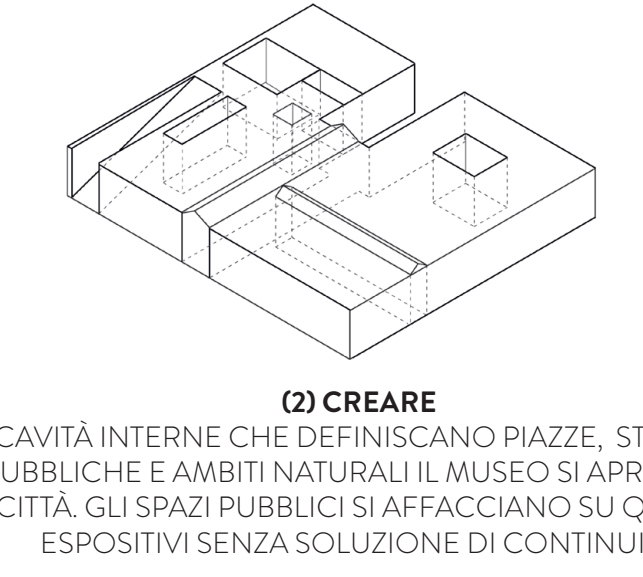 (2) CREARE
CAVITÀ INTERNE CHE DEFINISCANO PIAZZE, ST
UBBLICHE E AMBITI NATURALI IL MUSEO SI APR
CITTÀ. GLI SPAZI PUBBLICI SI AFFACCIANO SU Q
ESPOSITIVI SENZA SOLUZIONE DI CONTINUI